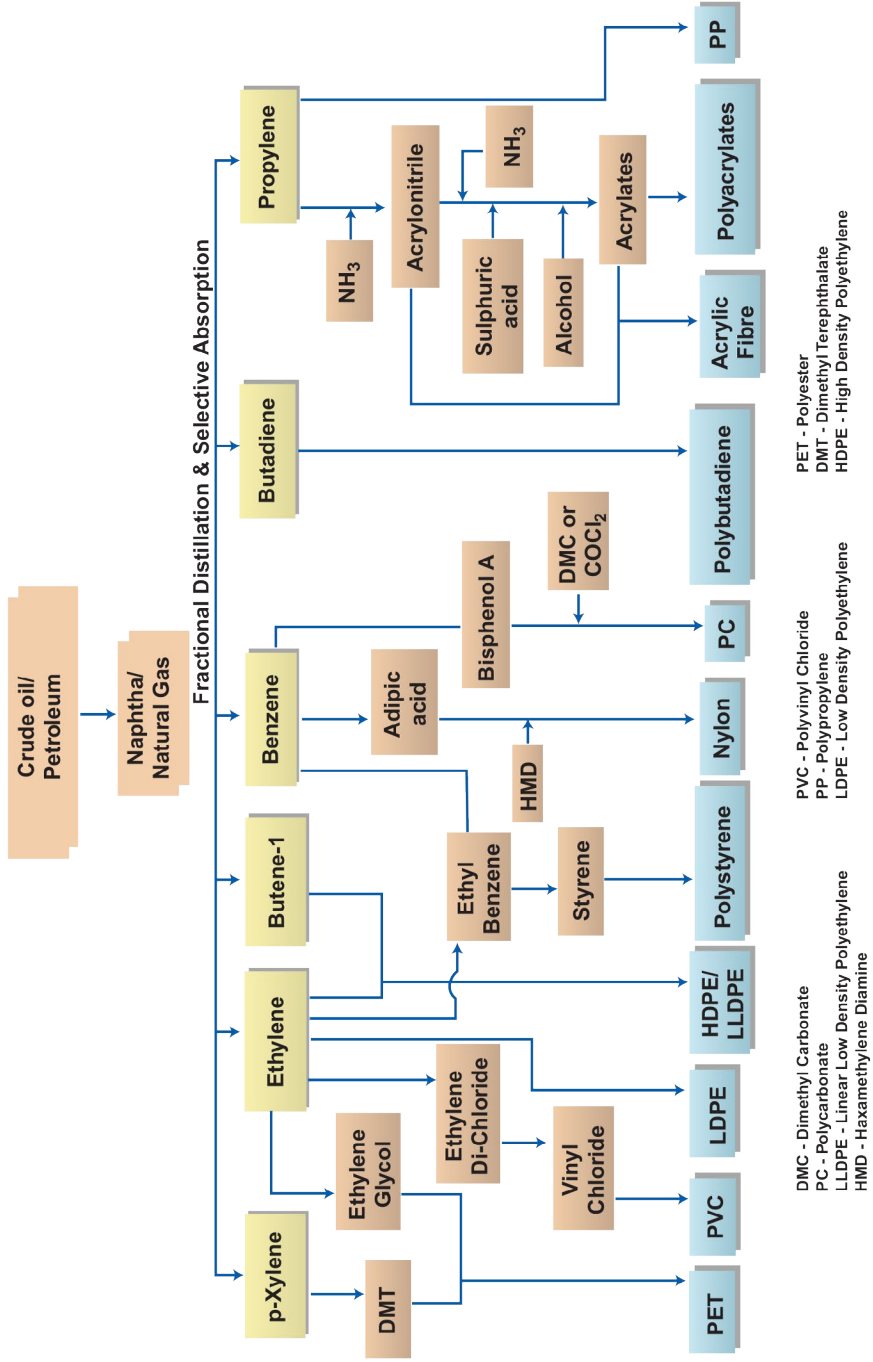 Crude oil/
Petroleum
Naphtha/
Natural Gas
Fractional Distillation & Selective Absorption
p-Xylene
Ethylene
Butene-1
Benzene
Butadiene
Propylene
DMT
Ethylene
Glycol
Ethylene
Di-Chloride
Vinyl
Chloride
Ethyl
Benzene
Styrene
Adipic
acid
HMD
Bisphenol A
DMC or
COCl₂
NH₃
Acrylonitrile
Sulphuric
acid
NH₃
Alcohol
Acrylates
PET
PVC
LDPE
HDPE/
LLDPE
Polystyrene
Nylon
PC
Polybutadiene
Acrylic
Fibre
Polyacrylates
PP
DMC - Dimethyl Carbonate
PC - Polycarbonate
LLDPE - Linear Low Density Polyethylene
HMD - Haxamethylene Diamine
PVC - Polyvinyl Chloride
PP - Polypropylene
LDPE - Low Density Polyethylene
PET - Polyester
DMT - Dimethyl Terephthalate
HDPE - High Density Polyethylene